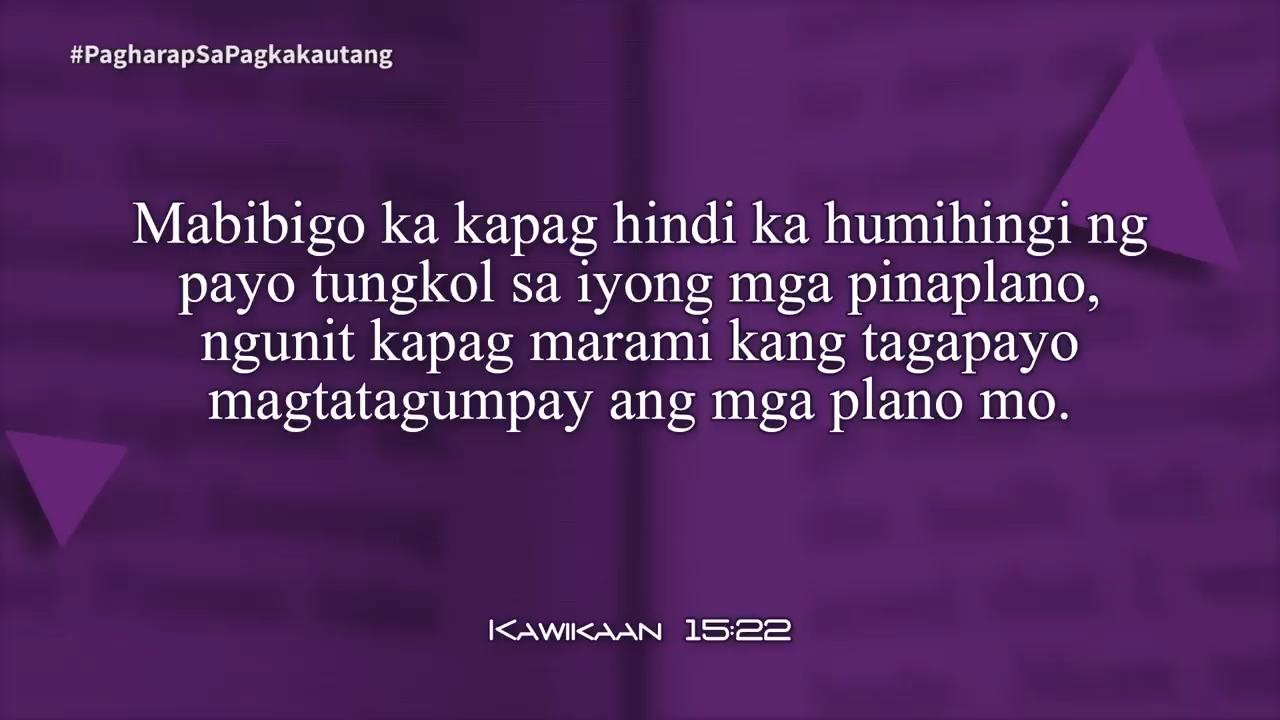 #PagharapSaPagkakautang
Mabibigo ka kapag hindi ka humihingi ng
payo tungkol sa iyong mga pinaplano,
ngunit kapag marami kang tagapayo
magtatagumpay ang mga plano mo.
Kawikaan 15:22